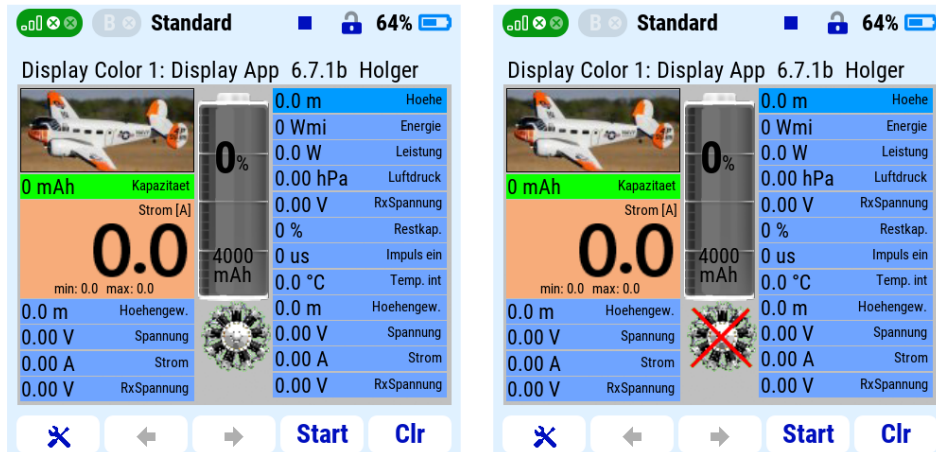 B Standard 64%
Display Color 1: Display App 6.7.1b Holger
0 mAh Kapazitaet
Strom [A]
0.0
min: 0.0 max: 0.0
0.0 m Hoehengew.
0.00 V Spannung
0.00 A Strom
0.00 V RxSpannung
0%
4000
mAh
0.0 m Hoehe
0 Wmi Energie
0.0 W Leistung
0.00 hPa Luftdruck
0.00 V RxSpannung
0 % Restkap.
0 us Impuls ein
0.0 °C Temp. int
0.0 m Hoehengew.
0.00 V Spannung
0.00 A Strom
0.00 V RxSpannung
Start Clr
B Standard 64%
Display Color 1: Display App 6.7.1b Holger
0 mAh Kapazitaet
Strom [A]
0.0
min: 0.0 max: 0.0
0.0 m Hoehengew.
0.00 V Spannung
0.00 A Strom
0.00 V RxSpannung
0%
4000
mAh
0.0 m Hoehe
0 Wmi Energie
0.0 W Leistung
0.00 hPa Luftdruck
0.00 V RxSpannung
0 % Restkap.
0 us Impuls ein
0.0 °C Temp. int
0.0 m Hoehengew.
0.00 V Spannung
0.00 A Strom
0.00 V RxSpannung
Start Clr